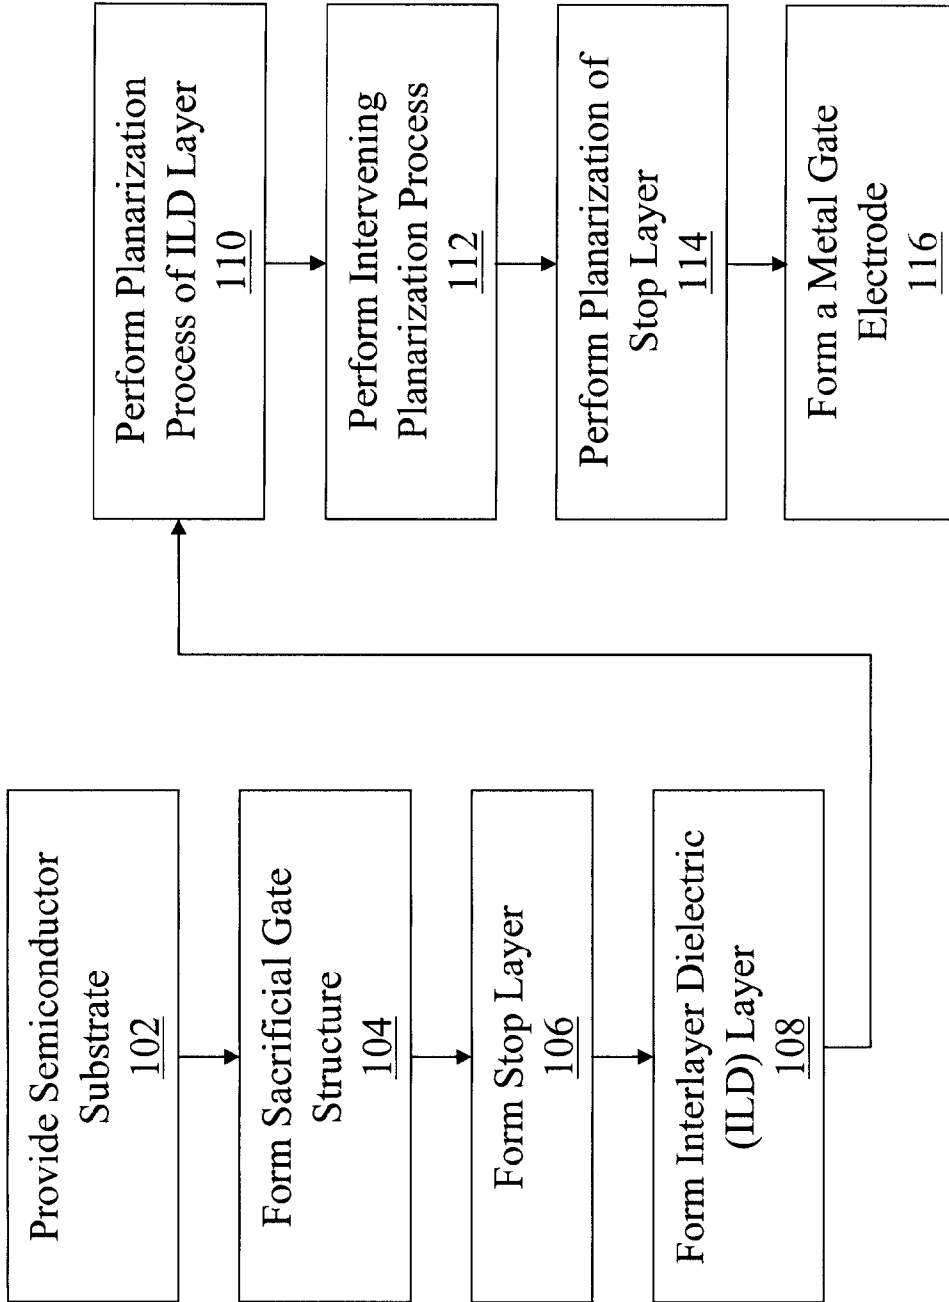 Provide Semiconductor
Substrate
102
Form Sacrificial Gate
Structure
104
Form Stop Layer
106
Form Interlayer Dielectric
(ILD) Layer
108
Perform Planarization
Process of ILD Layer
110
Perform Intervening
Planarization Process
112
Perform Planarization of
Stop Layer
114
Form a Metal Gate
Electrode
116